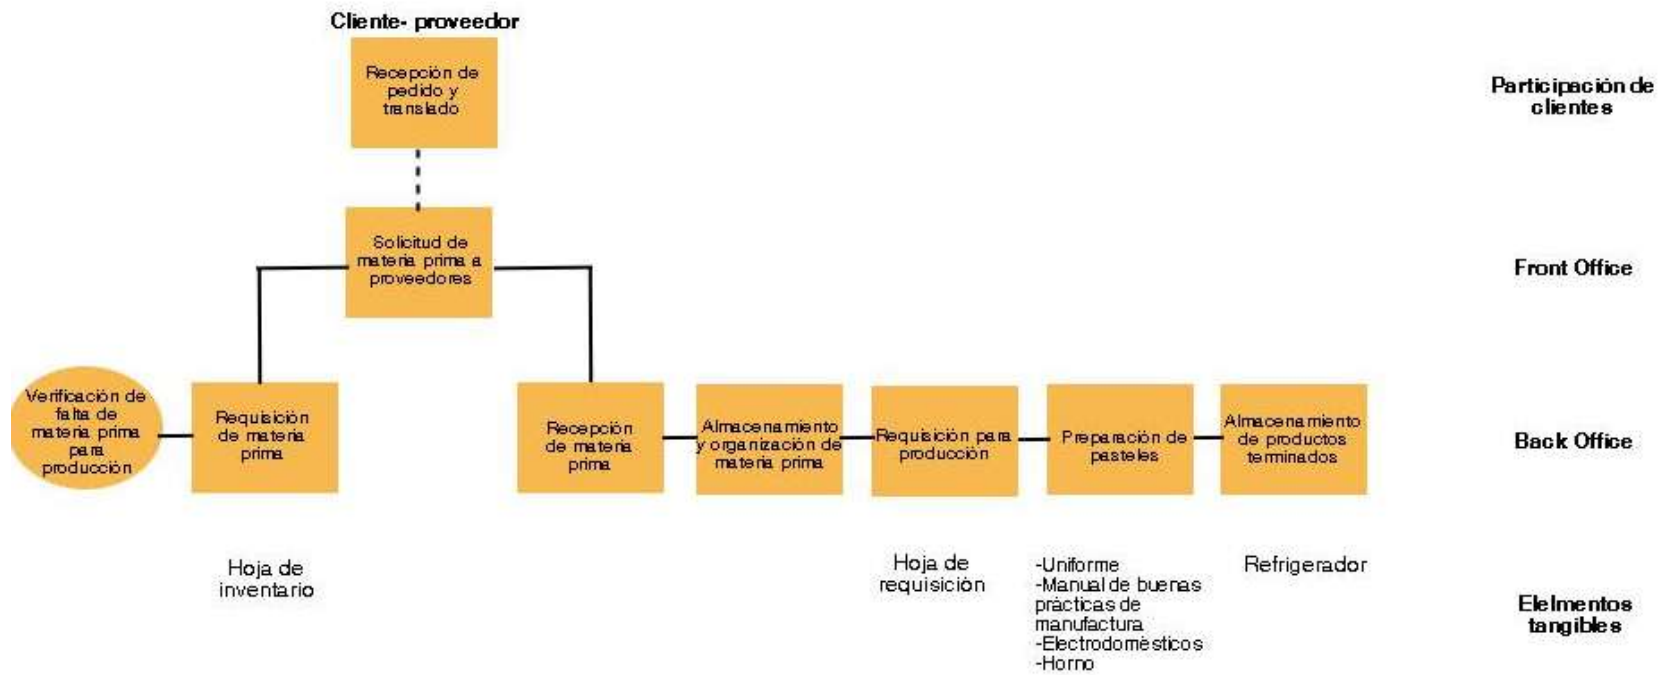 Cliente- proveedor
Recepción de
pedido y
translado
Participación de
clientes
Solicitud de
materia prima a
proveedores
Front Office
Verificación de
falta de
materia prima
para
producción
Requisición
de materia
prima
Recepción
de materia
prima
Almacenamiento
y organización de
materia prima
Requisición para
producción
Preparación de
pasteles
Almacenamiento
de productos
terminados
Back Office
Hoja de
inventario
Hoja de
requisición
-Uniforme
-Manual de buenas
prácticas de
manufactura
-Electrodomésticos
-Horno
Refrigerador
Elelmentos
tangibles